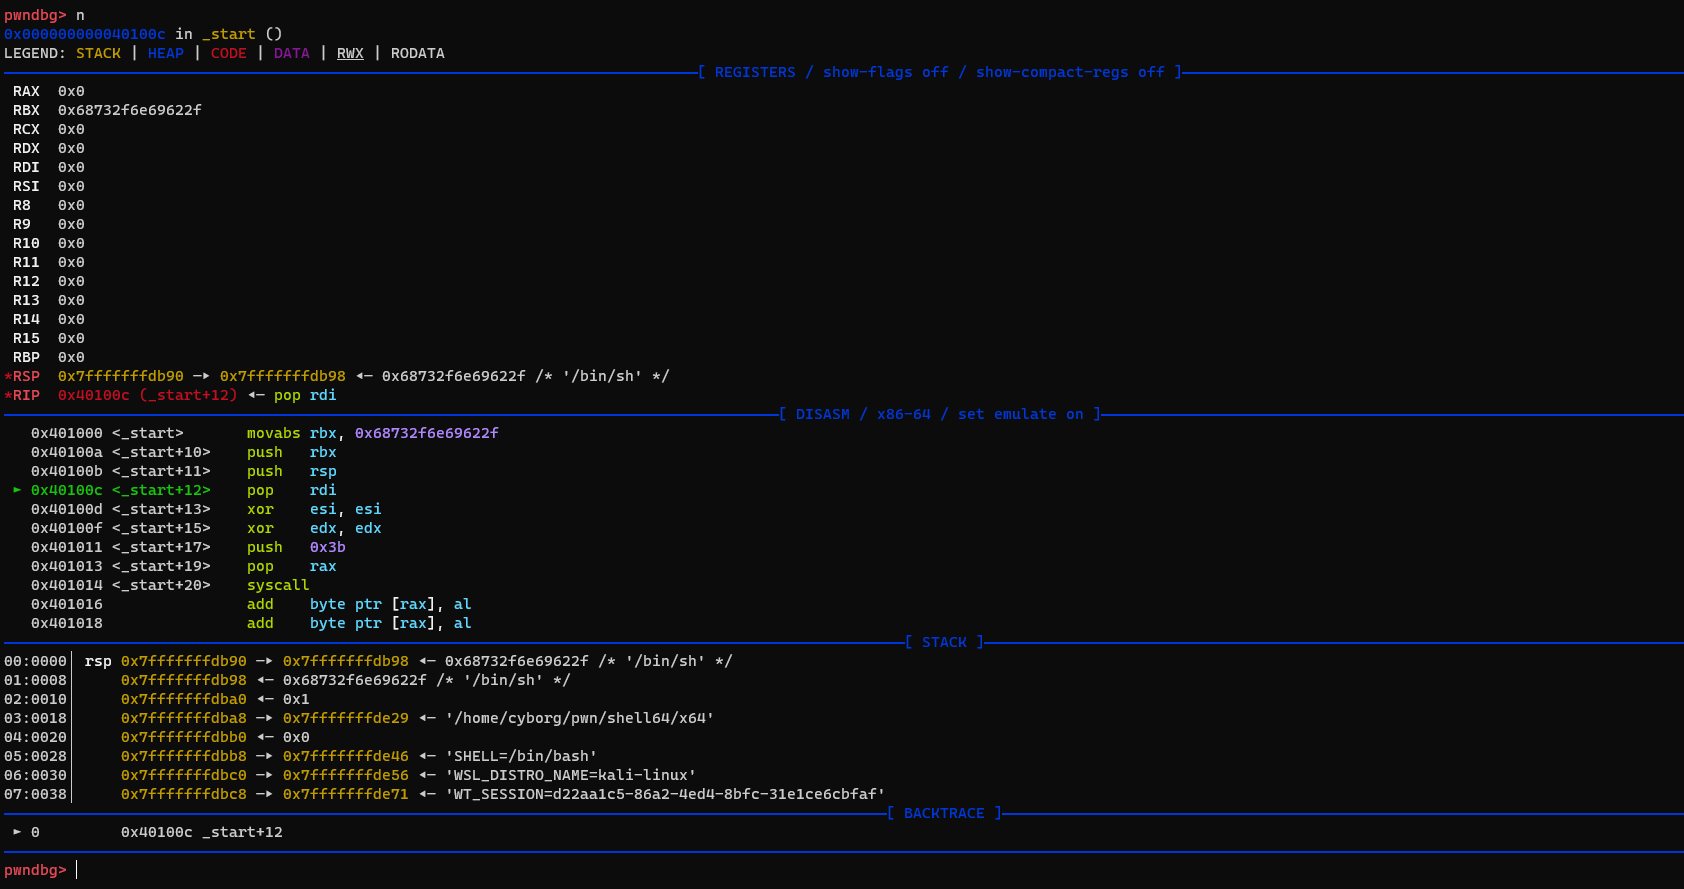 pwndbg> n
0x000000000040100c in _start ()
LEGEND: STACK | HEAP | CODE | DATA | RWX | RODATA
[ REGISTERS / show-flags off / show-compact-regs off ]
RAX  0x0
RBX  0x68732f6e69622f
RCX  0x0
RDX  0x0
RDI  0x0
RSI  0x0
R8   0x0
R9   0x0
R10  0x0
R11  0x0
R12  0x0
R13  0x0
R14  0x0
R15  0x0
RBP  0x0
*RSP  0x7fffffffdb90 —▸ 0x7fffffffdb98 ◂— 0x68732f6e69622f /* '/bin/sh' */
*RIP  0x40100c (_start+12) ◂— pop rdi
[ DISASM / x86-64 / set emulate on ]
0x401000 <_start>       movabs rbx, 0x68732f6e69622f
0x40100a <_start+10>    push   rbx
0x40100b <_start+11>    push   rsp
► 0x40100c <_start+12>    pop    rdi
0x40100d <_start+13>    xor    esi, esi
0x40100f <_start+15>    xor    edx, edx
0x401011 <_start+17>    push   0x3b
0x401013 <_start+19>    pop    rax
0x401014 <_start+20>    syscall
0x401016                add    byte ptr [rax], al
0x401018                add    byte ptr [rax], al
[ STACK ]
00:0000│ rsp 0x7fffffffdb90 —▸ 0x7fffffffdb98 ◂— 0x68732f6e69622f /* '/bin/sh' */
01:0008│     0x7fffffffdb98 ◂— 0x68732f6e69622f /* '/bin/sh' */
02:0010│     0x7fffffffdba0 ◂— 0x1
03:0018│     0x7fffffffdba8 —▸ 0x7fffffffde29 ◂— '/home/cyborg/pwn/shell64/x64'
04:0020│     0x7fffffffdbb0 ◂— 0x0
05:0028│     0x7fffffffdbb8 —▸ 0x7fffffffde46 ◂— 'SHELL=/bin/bash'
06:0030│     0x7fffffffdbc0 —▸ 0x7fffffffde56 ◂— 'WSL_DISTRO_NAME=kali-linux'
07:0038│     0x7fffffffdbc8 —▸ 0x7fffffffde71 ◂— 'WT_SESSION=d22aa1c5-86a2-4ed4-8bfc-31e1ce6cbfaf'
[ BACKTRACE ]
► 0         0x40100c _start+12
pwndbg>